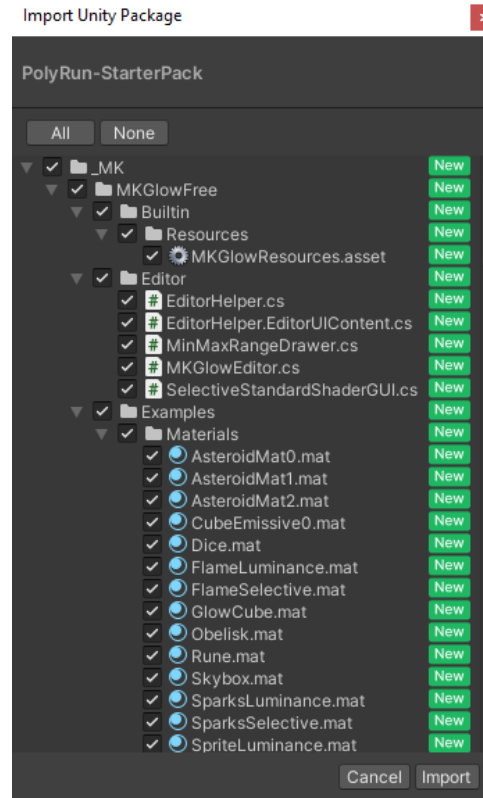 Import Unity Package
PolyRun-StarterPack
All None
_MK New
MKGlowFree New
Builtin New
Resources New
MKGlowResources.asset New
Editor New
EditorHelper.cs New
EditorHelper.EditorUIContent.cs New
MinMaxRangeDrawer.cs New
MKGlowEditor.cs New
SelectiveStandardShaderGUI.cs New
Examples New
Materials New
AsteroidMat0.mat New
AsteroidMat1.mat New
AsteroidMat2.mat New
CubeEmissive0.mat New
Dice.mat New
FlameLuminance.mat New
FlameSelective.mat New
GlowCube.mat New
Obelisk.mat New
Rune.mat New
Skybox.mat New
SparksLuminance.mat New
SparksSelective.mat New
SpriteLuminance.mat New
Cancel Import